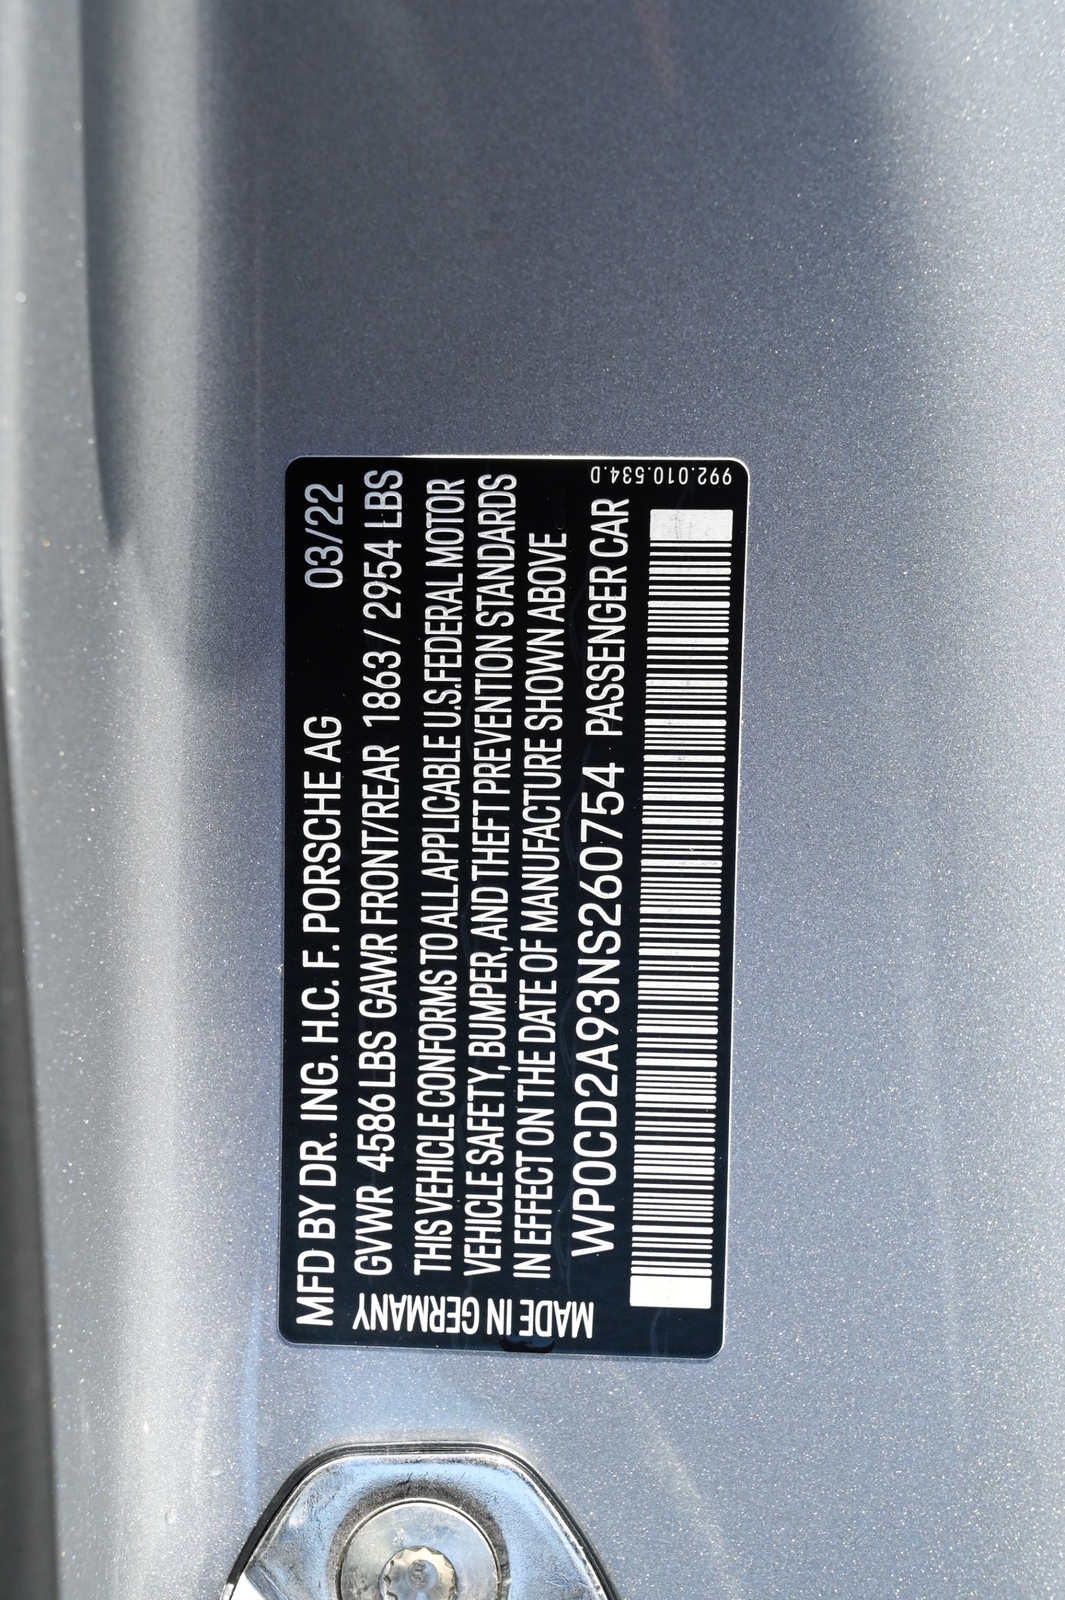 MFD BY DR. ING. H.C. F. PORSCHE AG 03/22
GVWR 4586 LBS GAWR FRONT/REAR 1863 / 2954 LBS
THIS VEHICLE CONFORMS TO ALL APPLICABLE U.S. FEDERAL MOTOR
VEHICLE SAFETY, BUMPER, AND THEFT PREVENTION STANDARDS
IN EFFECT ON THE DATE OF MANUFACTURE SHOWN ABOVE
WP0CD2A93NS260754 PASSENGER CAR
MADE IN GERMANY
992.010.534.D